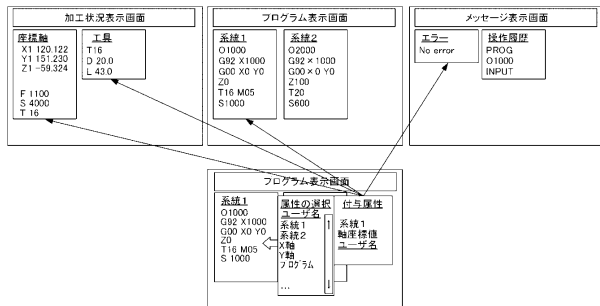 加工状況表示画面
座標軸
X1 120.122
Y1 151.230
Z1 -59.324
F 1100
S 4000
T 16
工具
T16
D 20.0
L 43.0
プログラム表示画面
系統1
O1000
G92 X1000
G00 X0 Y0
Z0
T16 M05
S1000
系統2
O2000
G92 × 1000
G00 × 0 Y0
Z100
T20
S600
メッセージ表示画面
エラー
No error
操作履歴
PROG
O1000
INPUT
プログラム表示画面
系統1
O1000
G92 X1000
G00 X0 Y0
Z0
T16 M05
S 1000
属性の選択
ユーザ名
系統1
系統2
X軸
Y軸
プログラム
...
付与属性
系統1
軸座標値
ユーザ名